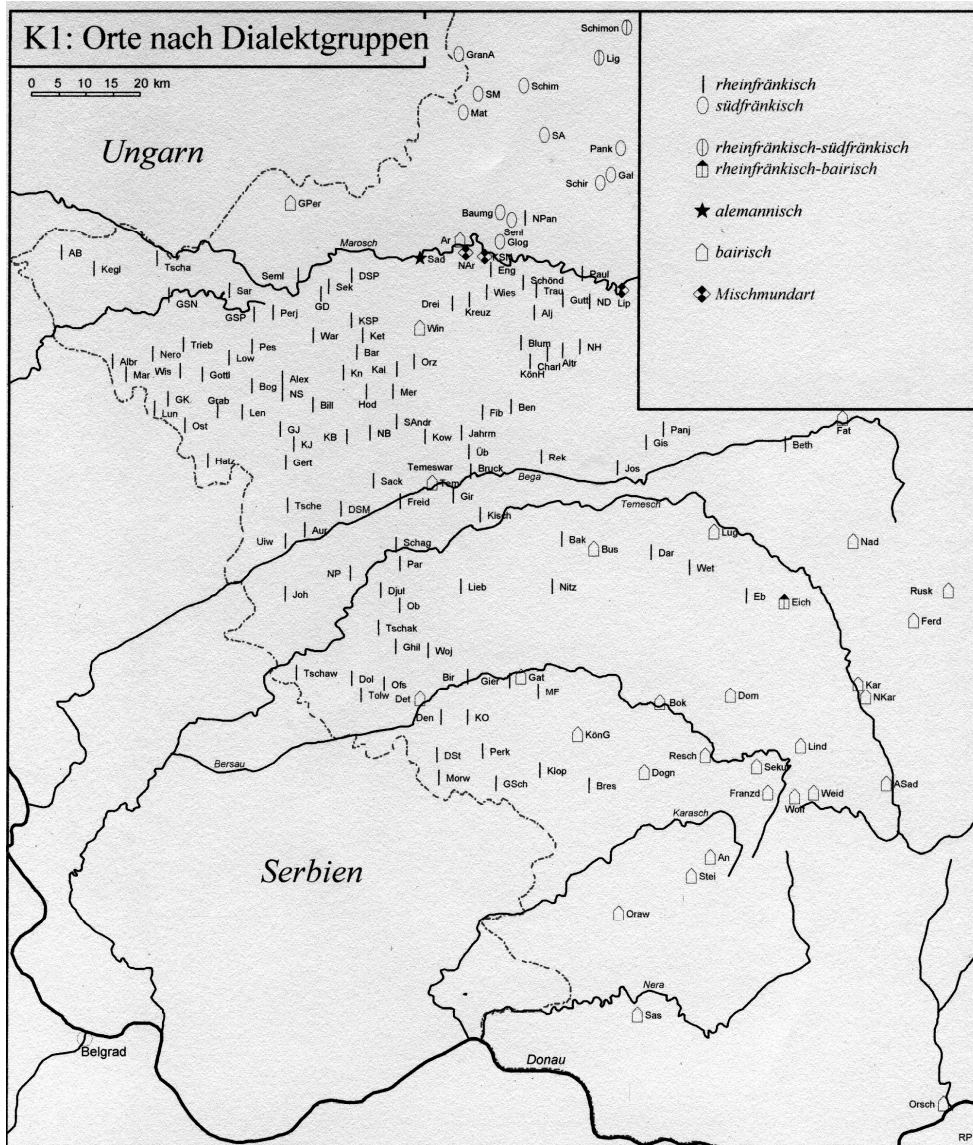 K1: Orte nach Dialektgruppen
0 5 10 20 km
Ungarn
Serbien
rheinfränkisch
südfränkisch
rheinfränkisch-südfränkisch
rheinfränkisch-bairisch
alemannisch
bairisch
Mischmundart
Schimon
GranA
Lig
Schim
SM
Mat
SA
Pank
Gal
Schir
GPer
Baumg
NPan
Glog
Marosch
Ar
AB
Kegl
Tscha
Seml
DSP
Sad
NAr
KSN
Eng
Paul
Schönd
Sek
GD
Sar
GSN
GSP
Perj
Drei
Kreuz
Wies
Trau
Gutt
ND
Lip
Alj
KSP
Win
Trieb
Pes
War
Ket
Blum
NH
Nero
Low
Bar
Albr
Mar
Wis
Gottl
Kn
Kal
Orz
Charl
Altr
KönH
Alex
Bog
NS
Hod
Mer
GK
Grab
Bill
Lun
Len
Fib
Ben
Ost
GJ
KJ
KB
NB
SAndr
Kow
Jahrm
Panj
Gis
Beth
Fat
Üb
Hatz
Gert
Temeswar
Tem
Bruck
Rek
Jos
Bega
Sack
Tsche
DSM
Freid
Gir
Temesch
Kisch
Aur
Uiw
Schag
Bak
Bus
Lug
Nad
Dar
Par
Wet
NP
Joh
Djul
Lieb
Nitz
Eb
Eich
Rusk
Ob
Ferd
Tschak
Ghil
Woj
Tschaw
Dol
Ofs
Bir
Gier
Gat
Kar
Tolw
Det
MF
Bok
Dom
NKar
Den
KO
KönG
Lind
DSt
Perk
Resch
Bersau
Morw
Klop
Dogn
Seku
GSch
Bres
Franzd
Wolf
Weid
ASad
Karasch
An
Stei
Oraw
Nera
Sas
Belgrad
Donau
Orsch
RP